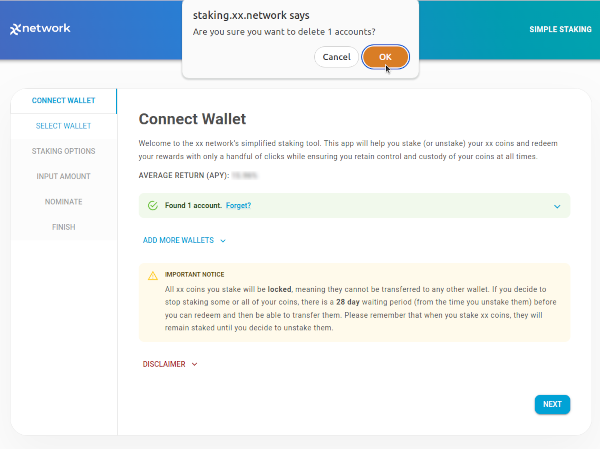 staking.xx.network says
Are you sure you want to delete 1 accounts?
Cancel
OK
network
SIMPLE STAKING
CONNECT WALLET
SELECT WALLET
STAKING OPTIONS
INPUT AMOUNT
NOMINATE
FINISH
Connect Wallet
Welcome to the xx network's simplified staking tool. This app will help you stake (or unstake) your xx coins and redeem
your rewards with only a handful of clicks while ensuring you retain control and custody of your coins at all times.
AVERAGE RETURN (APY):
Found 1 account. Forget?
ADD MORE WALLETS
IMPORTANT NOTICE
All xx coins you stake will be locked, meaning they cannot be transferred to any other wallet. If you decide to
stop staking some or all of your coins, there is a 28 day waiting period (from the time you unstake them) before
you can redeem and then be able to transfer them. Please remember that when you stake xx coins, they will
remain staked until you decide to unstake them.
DISCLAIMER
NEXT